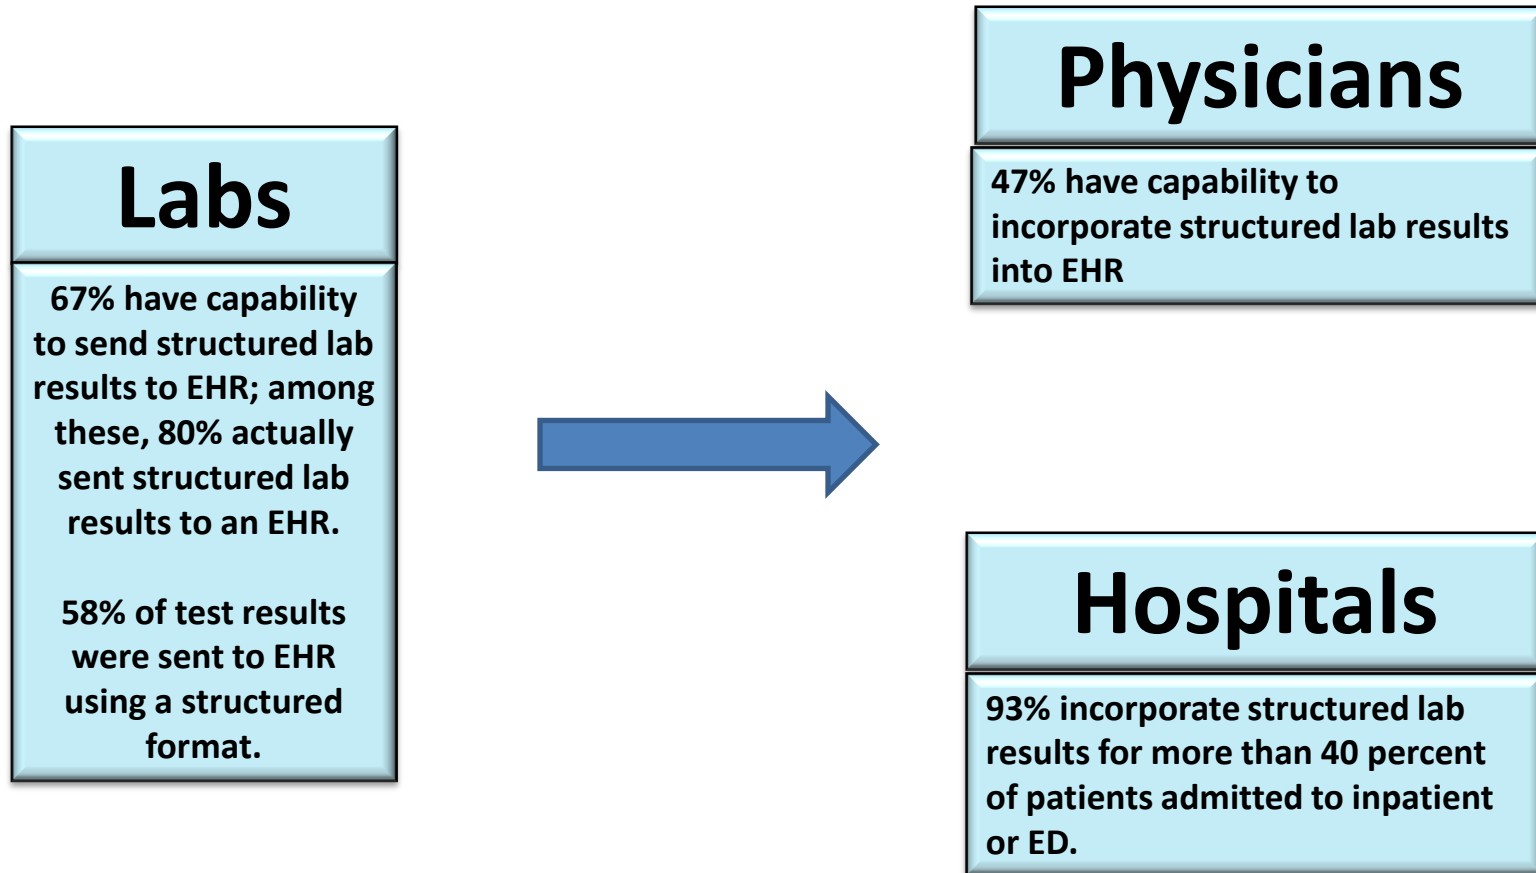 Labs
67% have capability
to send structured lab
results to EHR; among
these, 80% actually
sent structured lab
results to an EHR.
58% of test results
were sent to EHR
using a structured
format.
Physicians
47% have capability to
incorporate structured lab results
into EHR
Hospitals
93% incorporate structured lab
results for more than 40 percent
of patients admitted to inpatient
or ED.